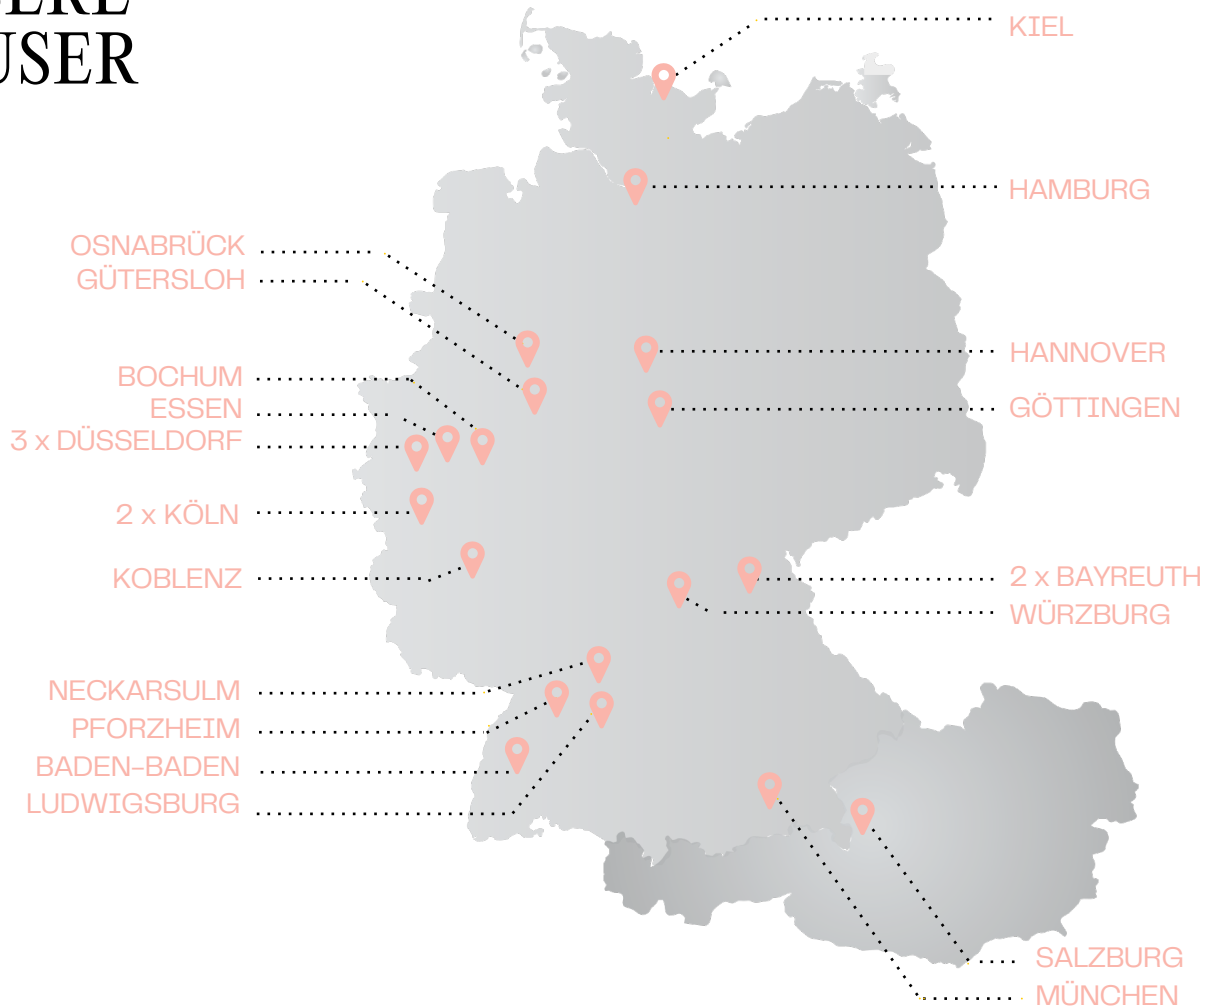 USER
KIEL
HAMBURG
OSNABRÜCK
GÜTERSLOH
HANNOVER
BOCHUM
ESSEN
GÖTTINGEN
3 x DÜSSELDORF
2 x KÖLN
KOBLENZ
2 x BAYREUTH
WÜRZBURG
NECKARSULM
PFORZHEIM
BADEN-BADEN
LUDWIGSBURG
SALZBURG
MÜNCHEN